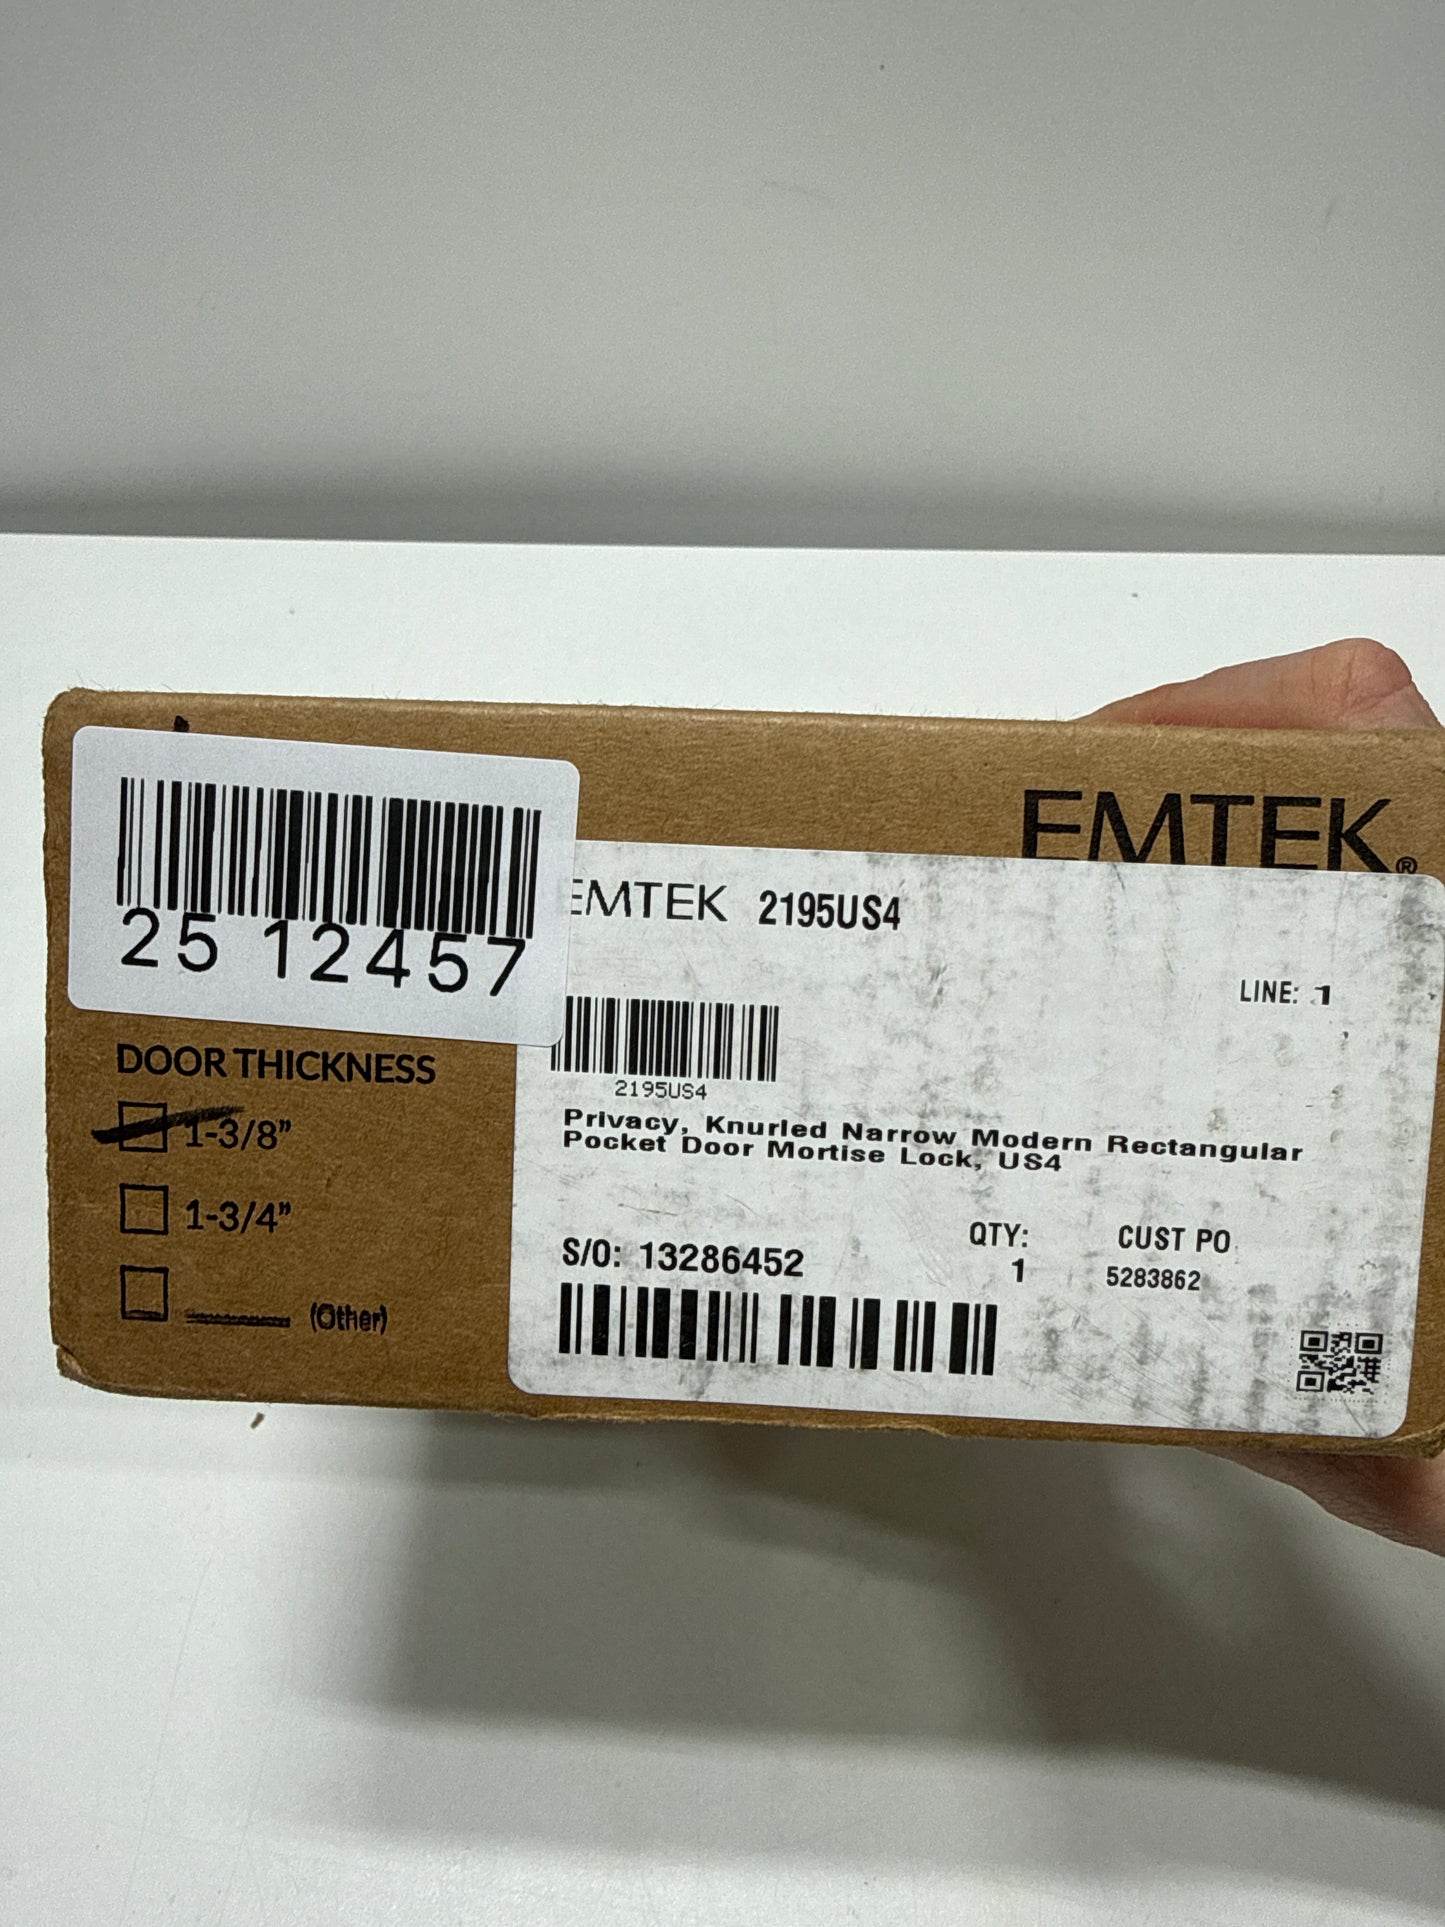 EMTEK®
25 12457
EMTEK 2195US4
LINE: 1
2195US4
Privacy, Knurled Narrow Modern Rectangular
Pocket Door Mortise Lock, US4
DOOR THICKNESS
1-3/8”
1-3/4”
(Other)
QTY:
1
CUST PO
5283862
S/O: 13286452